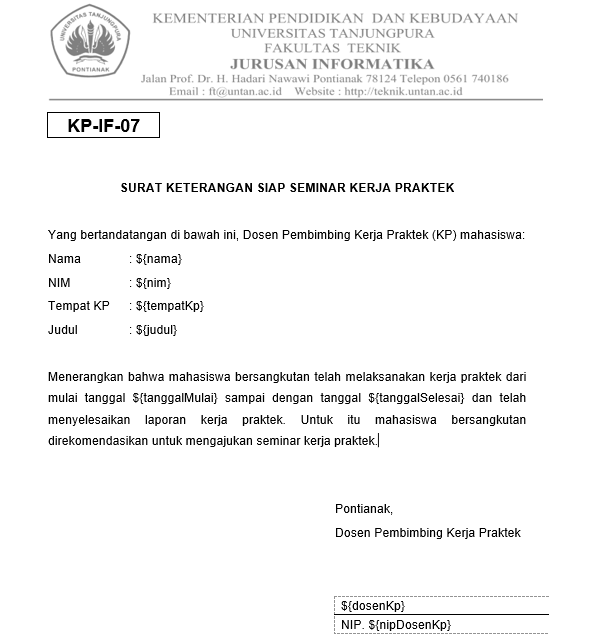 UNIVERSITAS TANJUNGPURA
PONTIANAK
KEMENTERIAN PENDIDIKAN DAN KEBUDAYAAN
UNIVERSITAS TANJUNGPURA
FAKULTAS TEKNIK
JURUSAN INFORMATIKA
Jalan Prof. Dr. H. Hadari Nawawi Pontianak 78124 Telepon 0561 740186
Email : ft@untan.ac.id Website : http://teknik.untan.ac.id
KP-IF-07
SURAT KETERANGAN SIAP SEMINAR KERJA PRAKTEK
Yang bertandatangan di bawah ini, Dosen Pembimbing Kerja Praktek (KP) mahasiswa:
Nama : ${nama}
NIM : ${nim}
Tempat KP : ${tempatKp}
Judul : ${judul}
Menerangkan bahwa mahasiswa bersangkutan telah melaksanakan kerja praktek dari
mulai tanggal ${tanggalMulai} sampai dengan tanggal ${tanggalSelesai} dan telah
menyelesaikan laporan kerja praktek. Untuk itu mahasiswa bersangkutan
direkomendasikan untuk mengajukan seminar kerja praktek.
Pontianak,
Dosen Pembimbing Kerja Praktek
${dosenKp}
NIP. ${nipDosenKp}